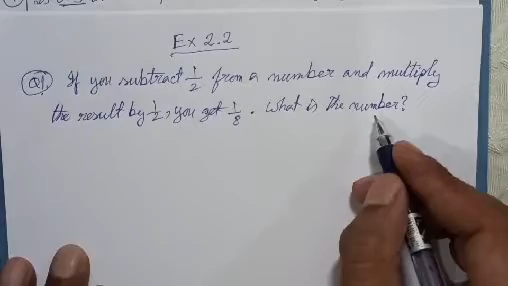 Ex 2.2
Q1 If you subtract 1/2 from a number and multiply
the result by 1/2, you get 1/8. What is the number?